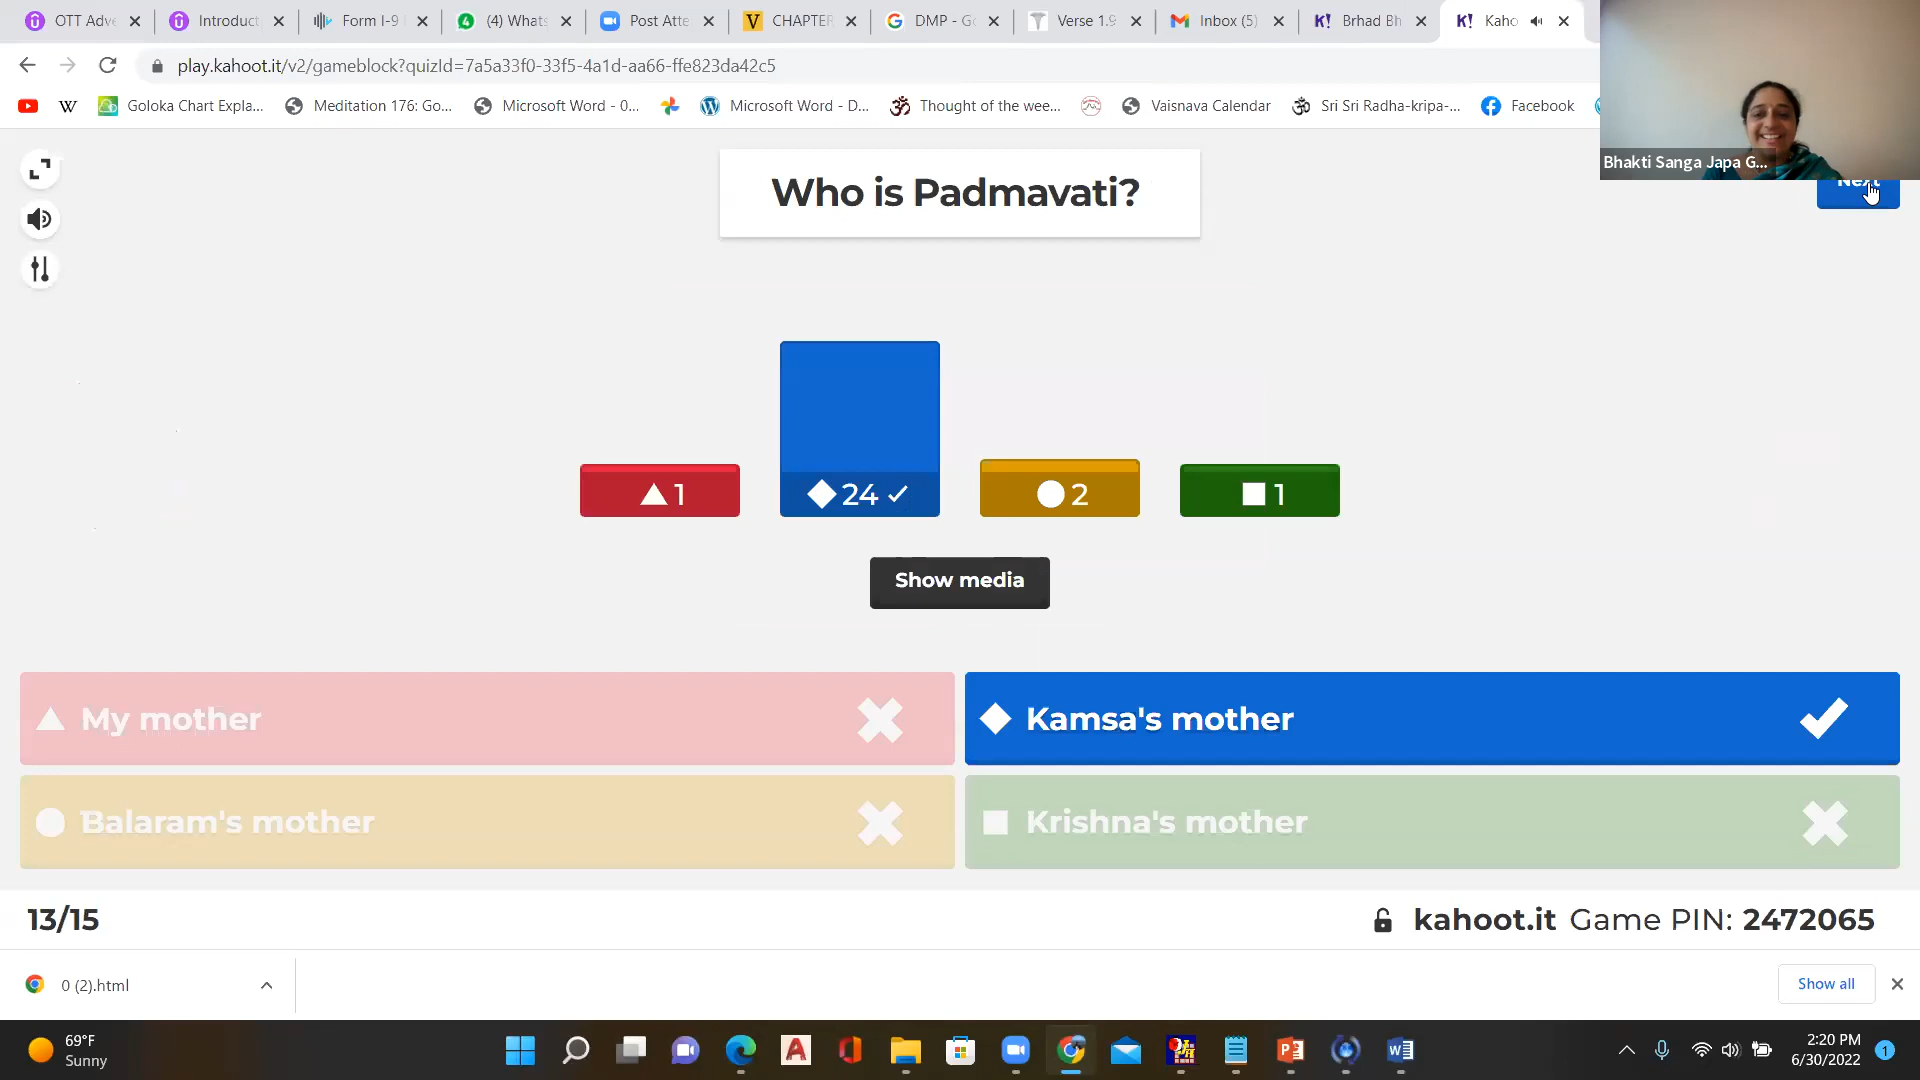 OTT Adve
Introduct
Form I-9
(4) Whats
Post Atte
CHAPTER
DMP - Go
Verse 1.9
Inbox (5)
Brhad Bh
Kaho
play.kahoot.it/v2/gameblock?quizId=7a5a33f0-33f5-4a1d-aa66-ffe823da42c5
Goloka Chart Expla...
Meditation 176: Go...
Microsoft Word - 0...
Microsoft Word - D...
Thought of the wee...
Vaisnava Calendar
Sri Sri Radha-kripa-...
Facebook
Bhakti Sanga Japa G...
Next
Who is Padmavati?
1
24
2
1
Show media
My mother
Kamsa's mother
Balaram's mother
Krishna's mother
13/15
kahoot.it Game PIN: 2472065
0 (2).html
Show all
69°F
Sunny
2:20 PM
6/30/2022
1